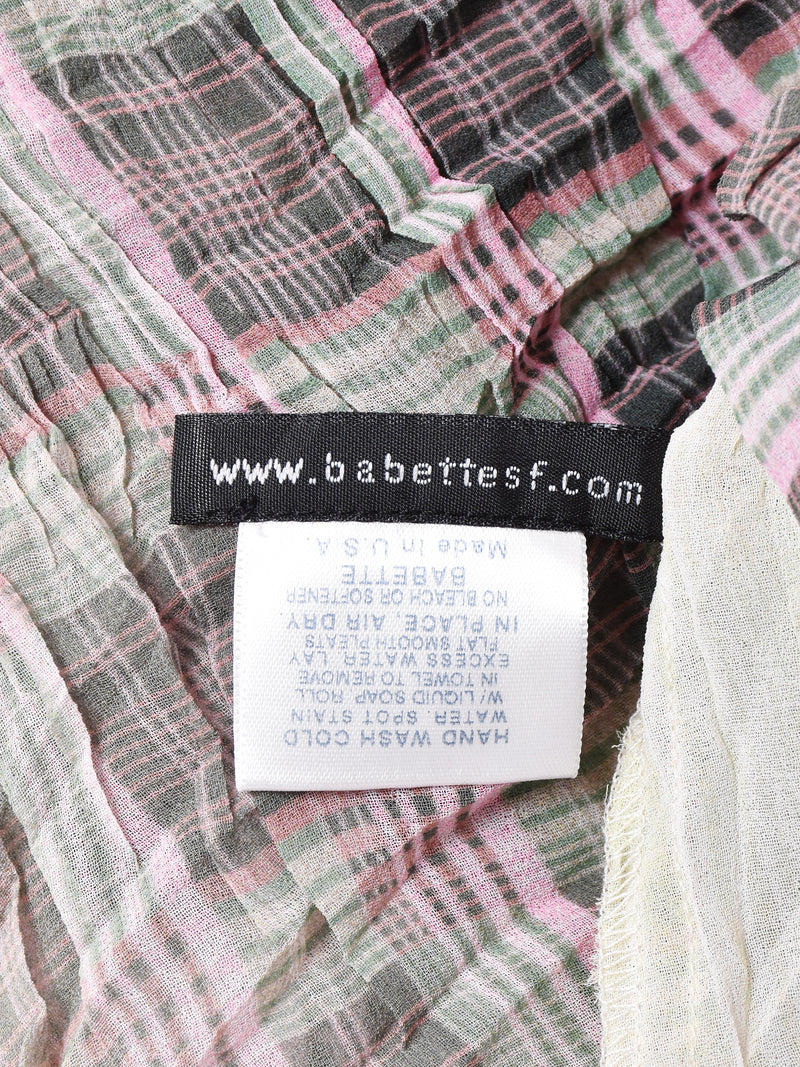 www.babettesf.com
HAND WASH COLD
WATER. SPOT STAIN
W/ LIQUID SOAP. ROLL
IN TOWEL TO REMOVE
EXCESS WATER. LAY
FLAT SMOOTH PLEATS
IN PLACE, AIR DRY
NO BLEACH OR SOFTENER
BABETTE
Made in U.S.A.